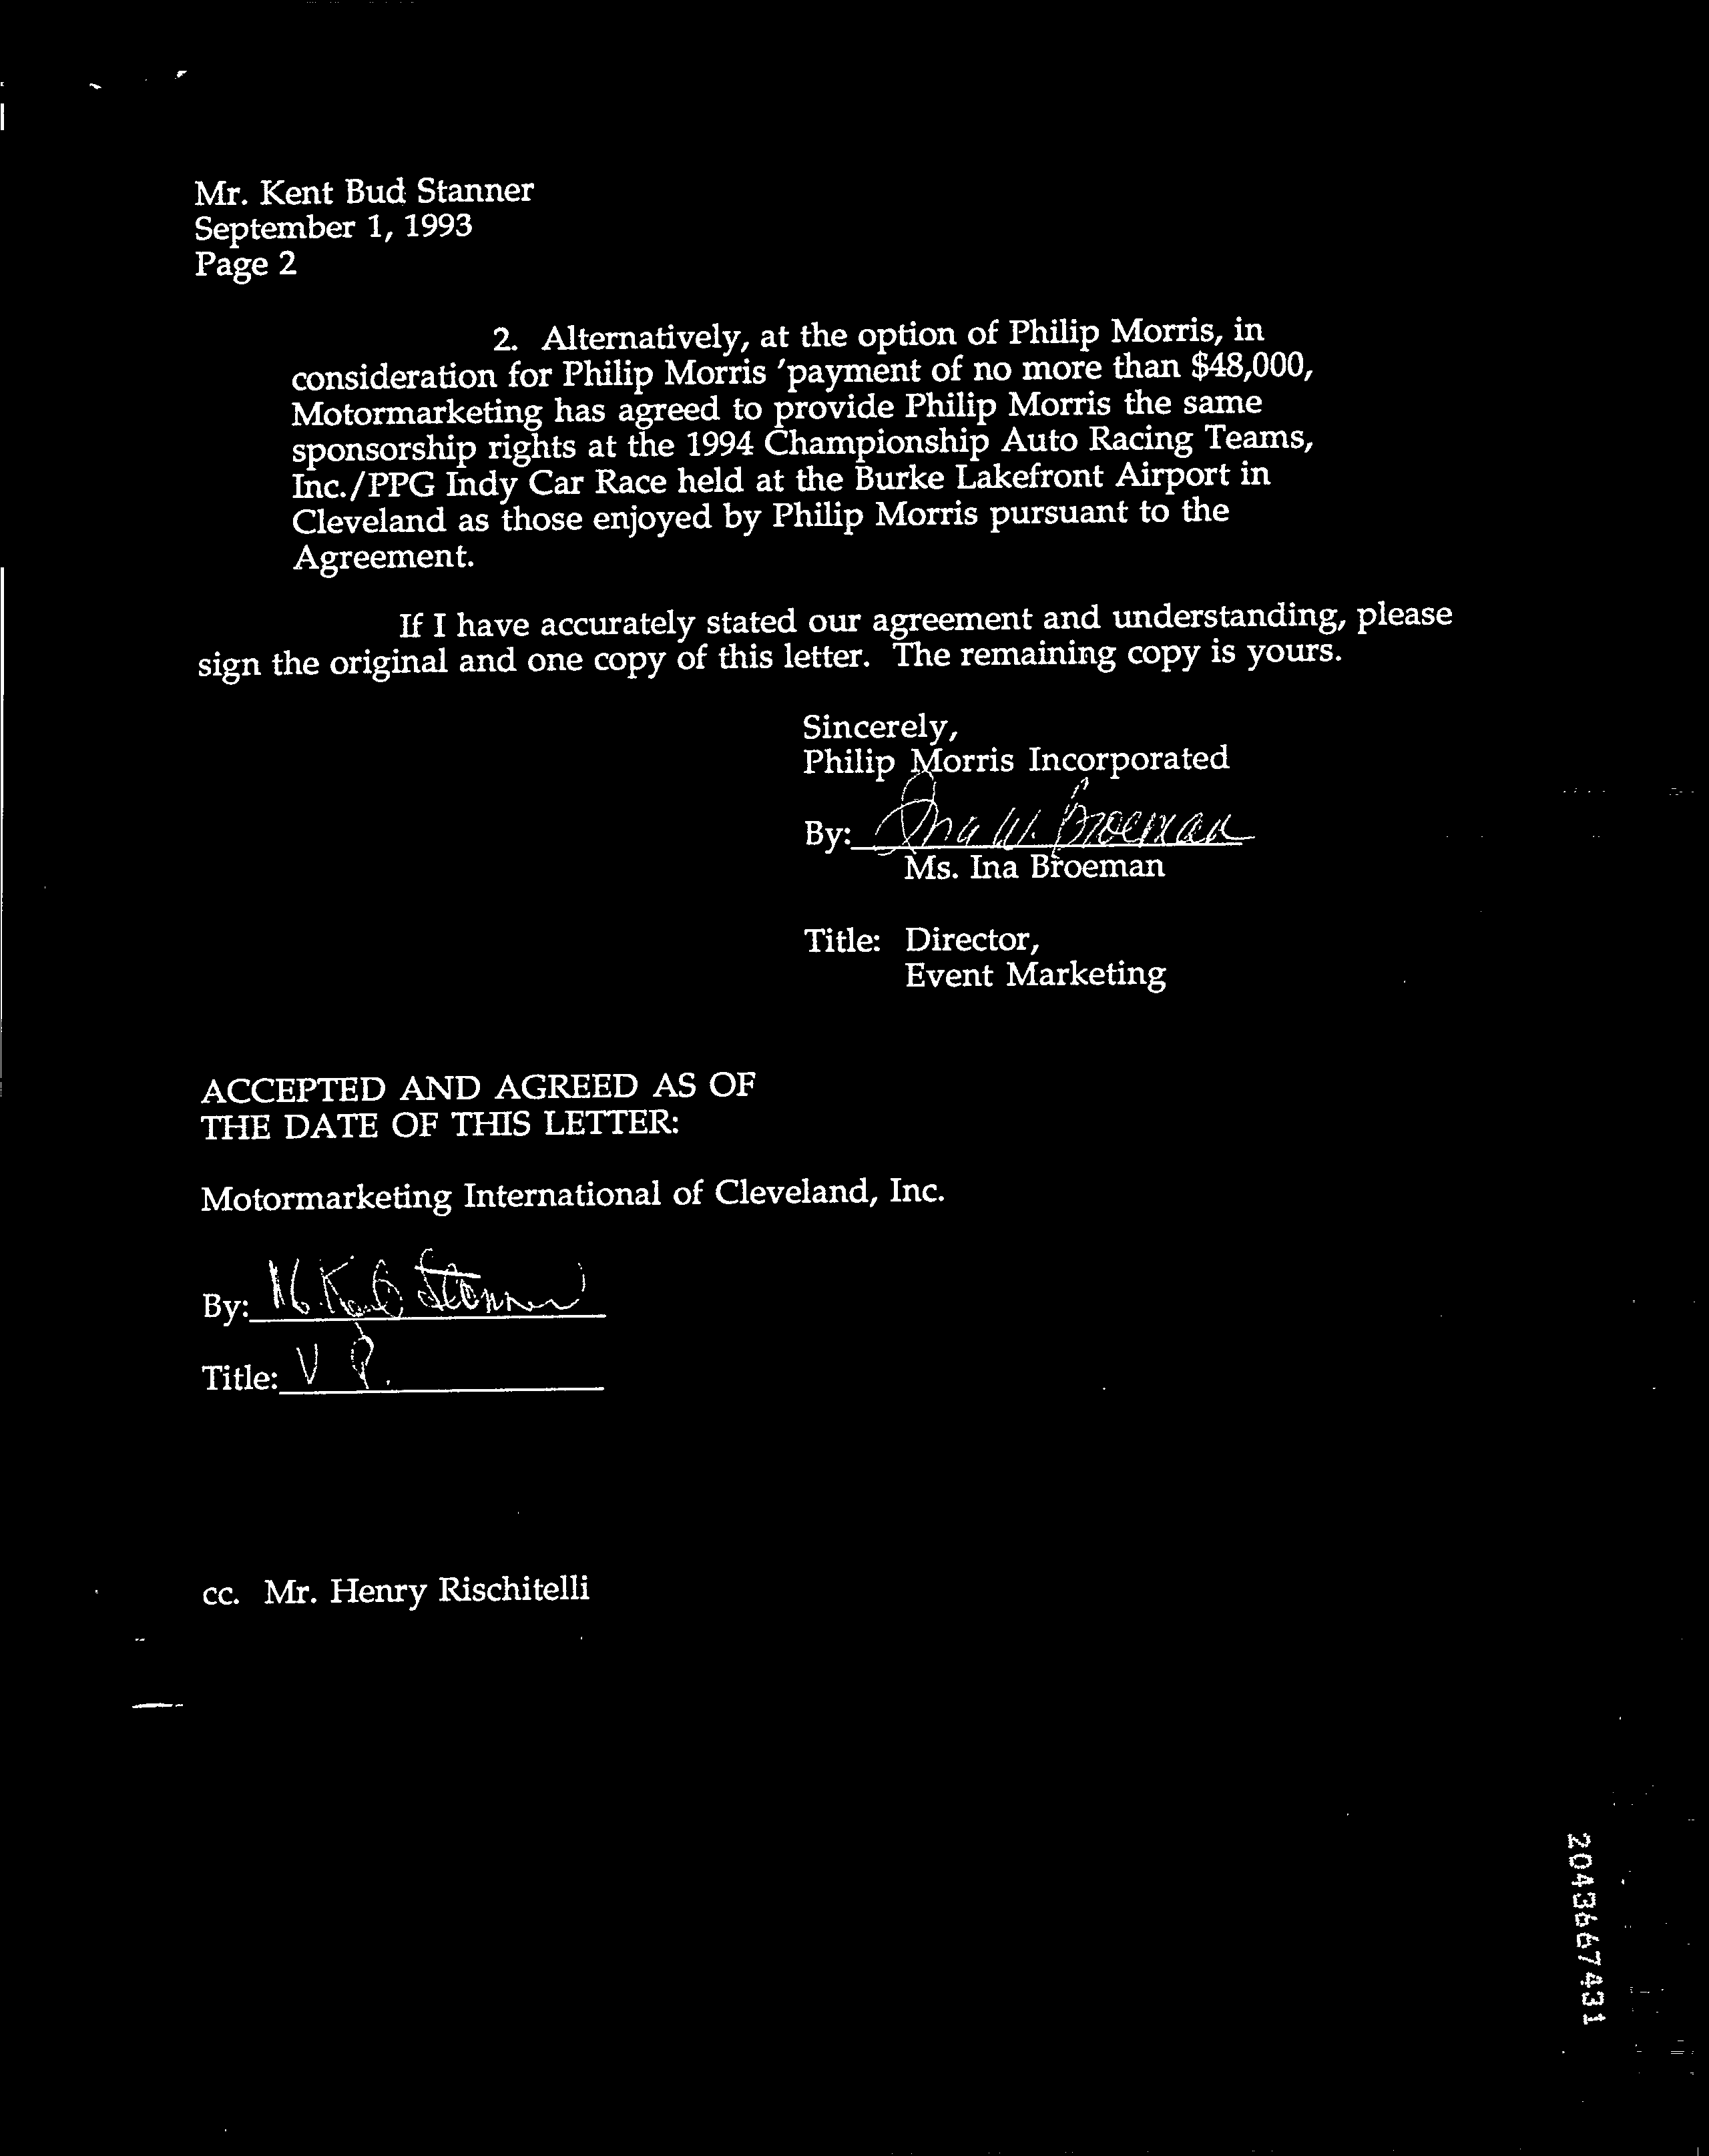 Mr. Kent Bud Stanner
September 1, 1993
Page 2
2. Alternatively, at the option of Philip Morris, in
consideration for Philip Morris 'payment of no more than $48,000,
Motormarketing has agreed to provide Philip Morris the same
sponsorship rights at the 1994 Championship Auto Racing Teams,
Inc./PPG Indy Car Race held at the Burke Lakefront Airport in
Cleveland as those enjoyed by Philip Morris pursuant to the
Agreement.
If I have accurately stated our agreement and understanding, please
sign the original and one copy of this letter. The remaining copy is yours.
Sincerely,
Philip Morris Incorporated
By: Ina W. Broeman
Ms. Ina Broeman
Title: Director,
Event Marketing
ACCEPTED AND AGREED AS OF
THE DATE OF THIS LETTER:
Motormarketing International of Cleveland, Inc.
By: Stanner
Title: V P.
cc. Mr. Henry Rischitelli
2043667431